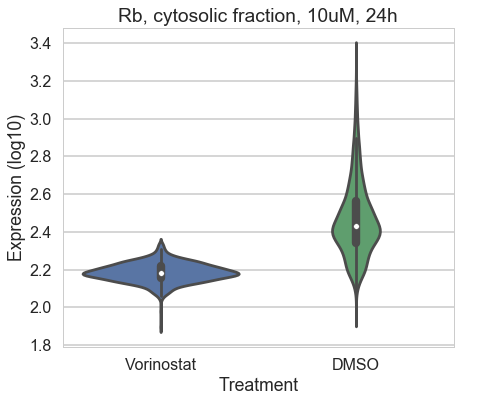 Rb, cytosolic fraction, 10uM, 24h
Expression (log10)
3.4
3.2
3.0
2.8
2.6
2.4
2.2
2.0
1.8
Vorinostat
DMSO
Treatment